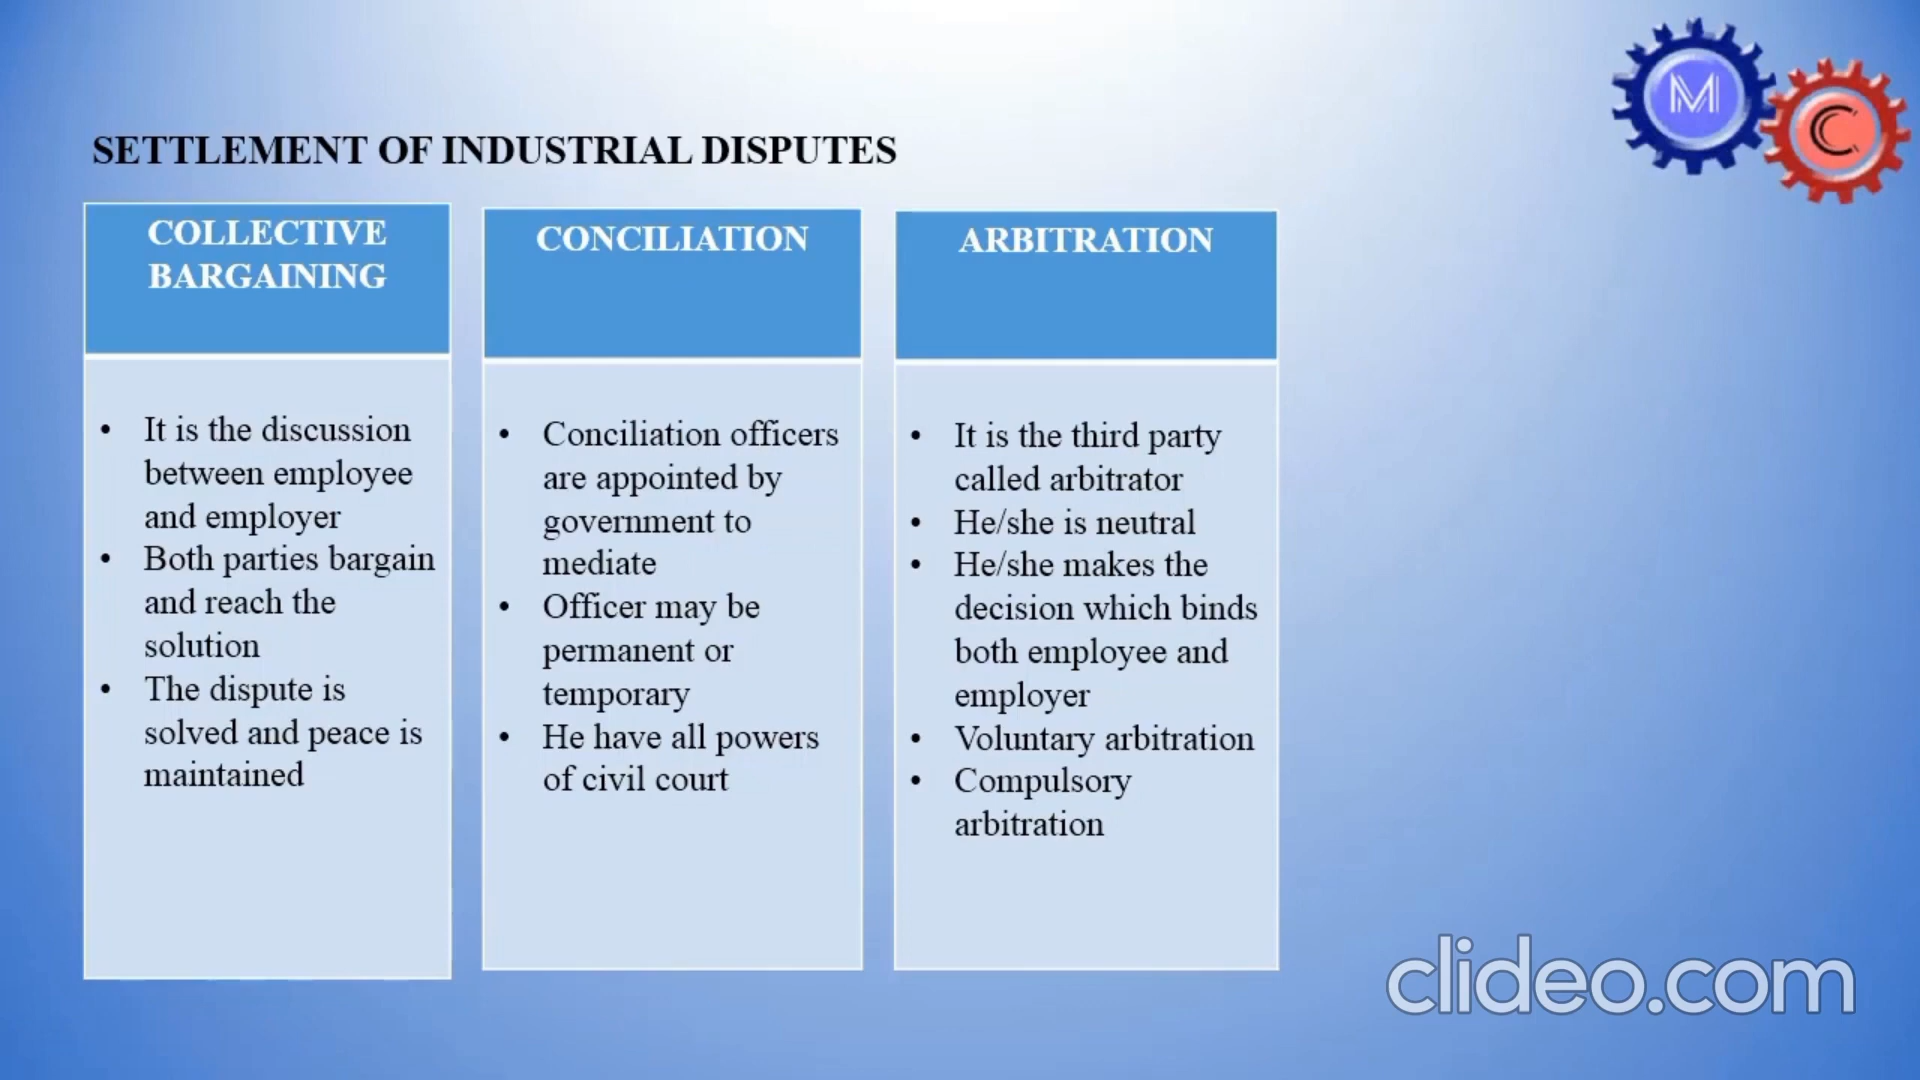 M
C
SETTLEMENT OF INDUSTRIAL DISPUTES
COLLECTIVE
BARGAINING
• It is the discussion
between employee
and employer
• Both parties bargain
and reach the
solution
• The dispute is
solved and peace is
maintained
CONCILIATION
• Conciliation officers
are appointed by
government to
mediate
• Officer may be
permanent or
temporary
• He have all powers
of civil court
ARBITRATION
• It is the third party
called arbitrator
• He/she is neutral
• He/she makes the
decision which binds
both employee and
employer
• Voluntary arbitration
• Compulsory
arbitration
clideo.com